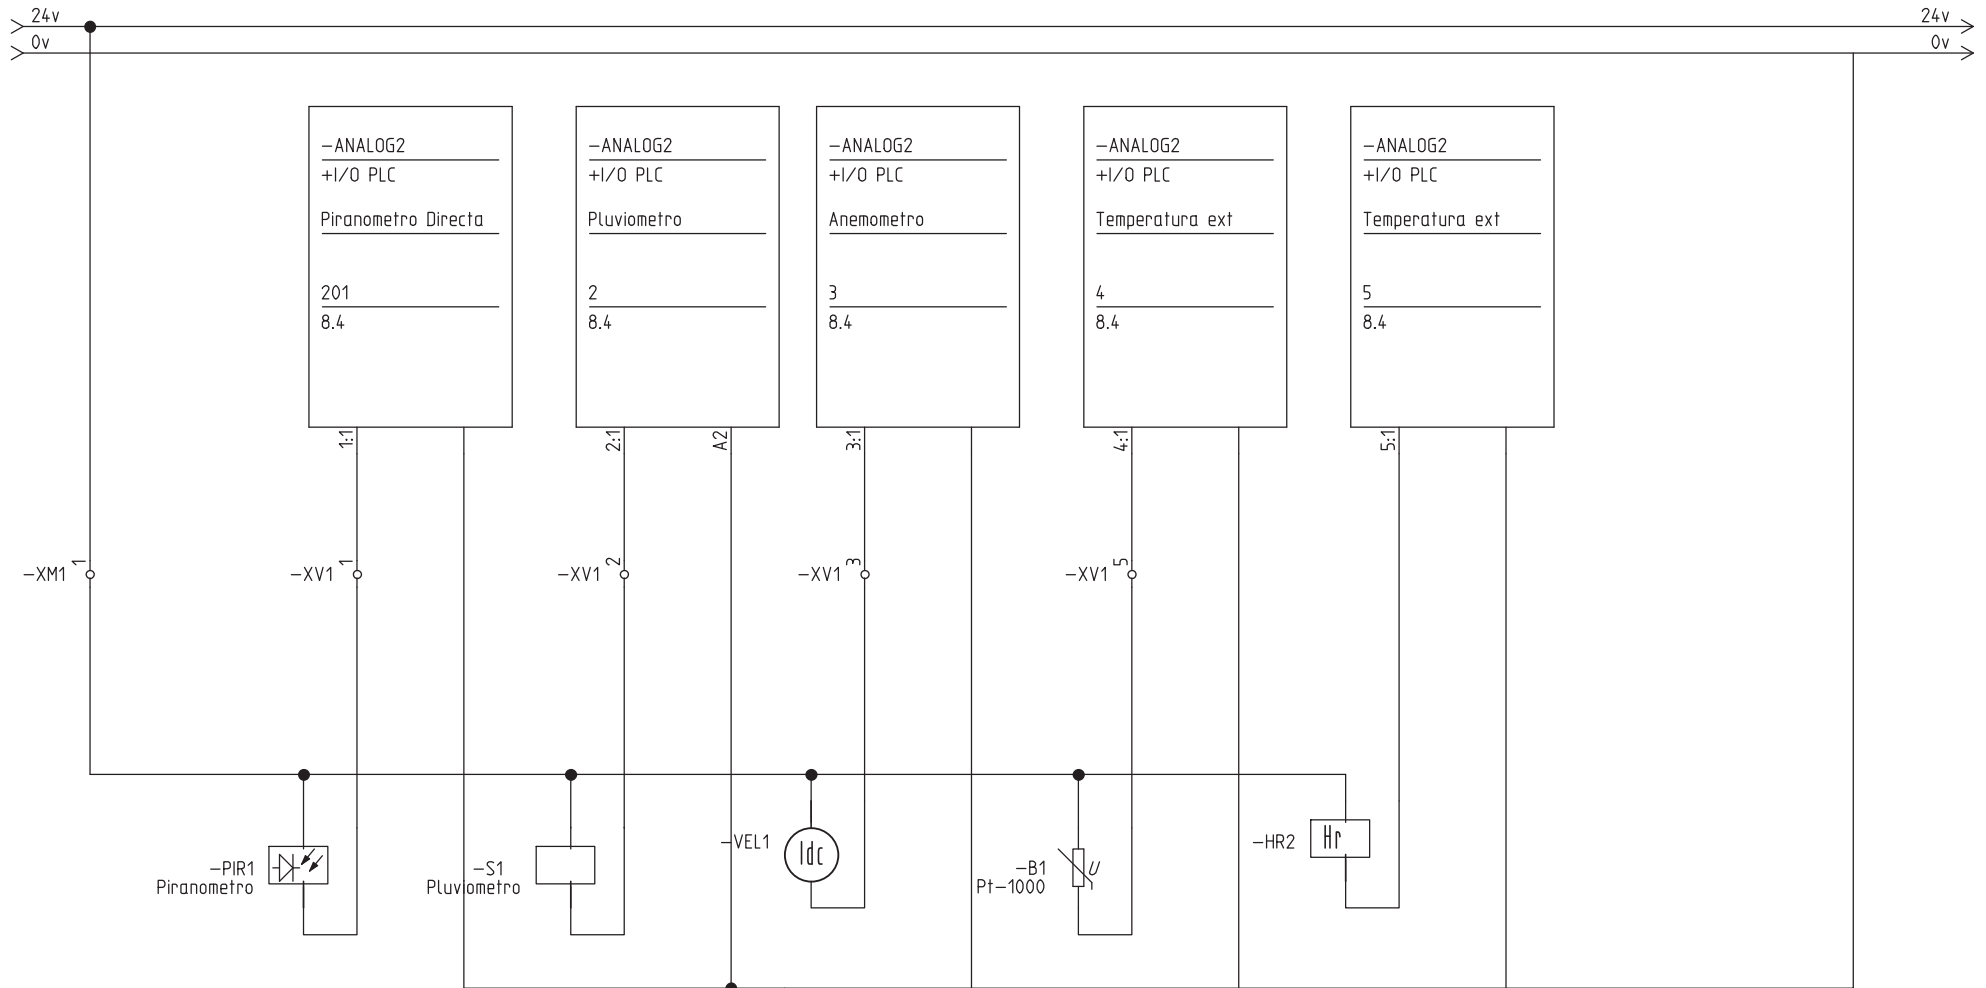 24v
24v
0v
0v
-ANALOG2
+I/O PLC
Piranometro Directa
201
8.4
-ANALOG2
+I/O PLC
Pluviometro
2
8.4
-ANALOG2
+I/O PLC
Anemometro
3
8.4
-ANALOG2
+I/O PLC
Temperatura ext
4
8.4
-ANALOG2
+I/O PLC
Temperatura ext
5
8.4
1:1
2:1
A2
3:1
4:1
5:1
-XM1 1
-XV1 1
-XV1 2
-XV1 3
-XV1 5
-PIR1
Piranometro
-S1
Pluviometro
-VEL1
Idc
-B1
Pt-1000
U
-HR2
Hr